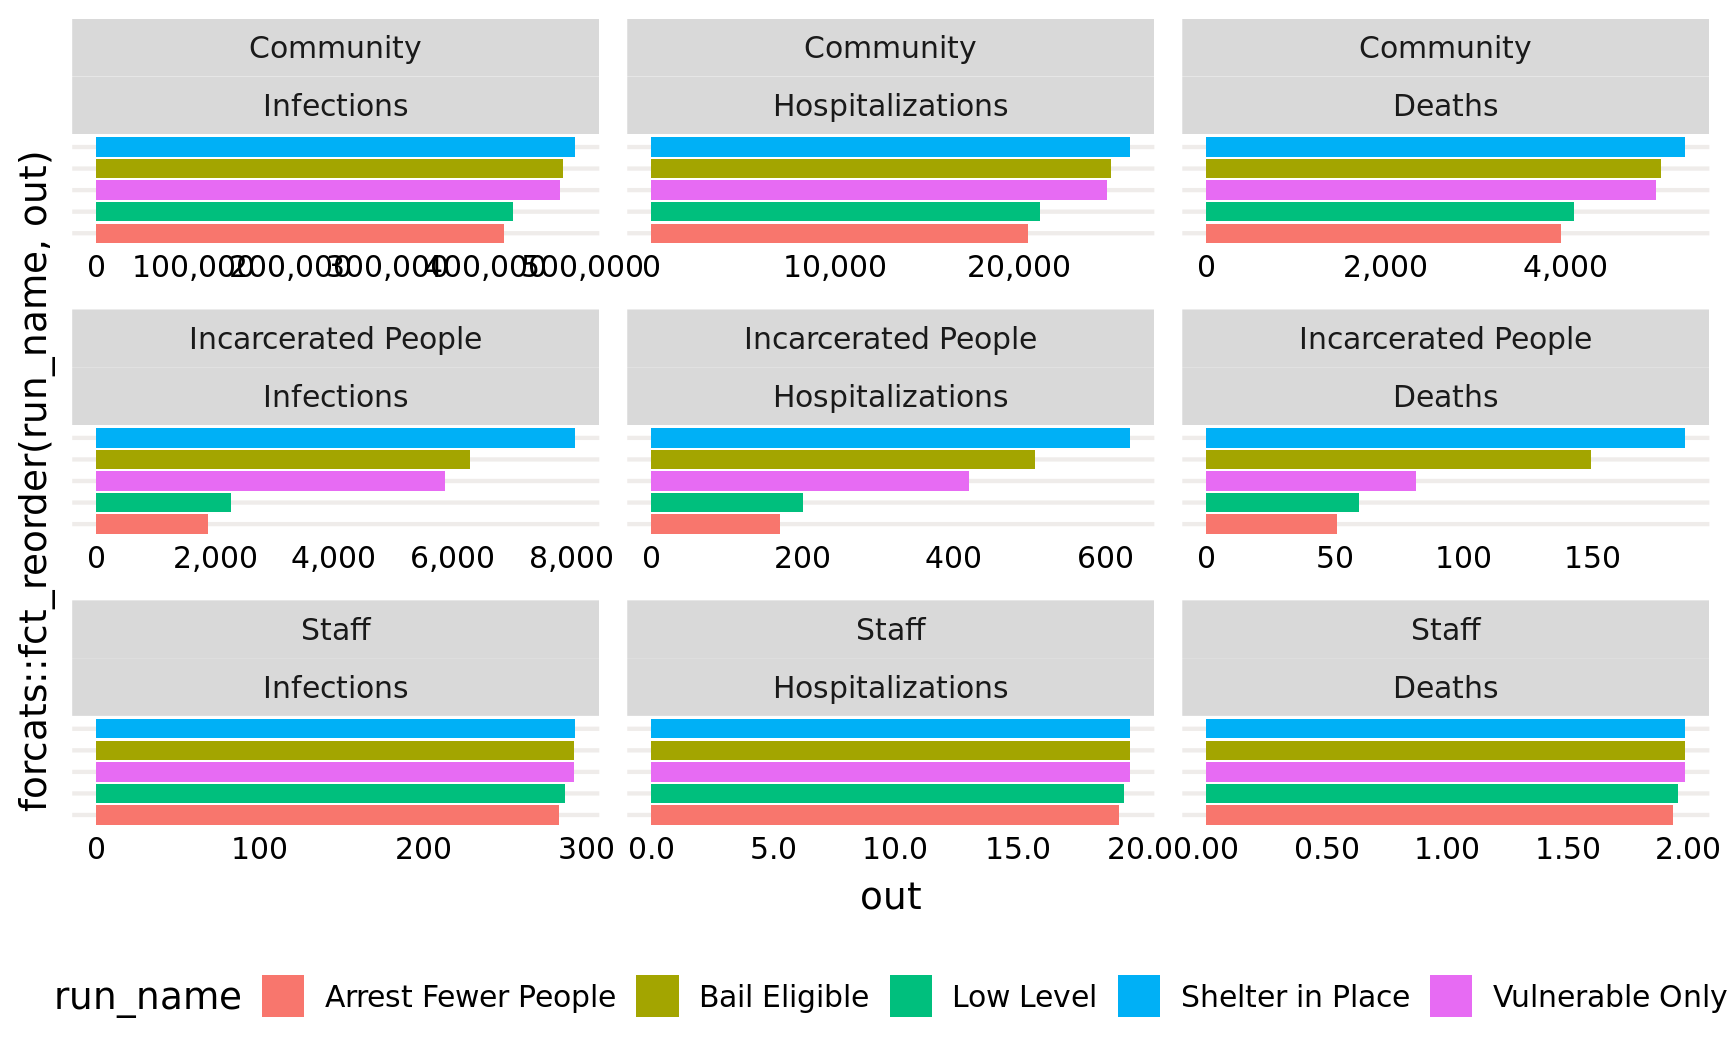 Community Community Community
Infections Hospitalizations Deaths
0 100,000 200,000 300,000 400,000 500,000 0 10,000 20,000 0 2,000 4,000
Incarcerated People Incarcerated People Incarcerated People
Infections Hospitalizations Deaths
0 2,000 4,000 6,000 8,000 0 200 400 600 0 50 100 150
Staff Staff Staff
Infections Hospitalizations Deaths
0 100 200 300 0.0 5.0 10.0 15.0 20.0 0.00 0.50 1.00 1.50 2.00
forcats::fct_reorder(run_name, out)
out
run_name Arrest Fewer People Bail Eligible Low Level Shelter in Place Vulnerable Only